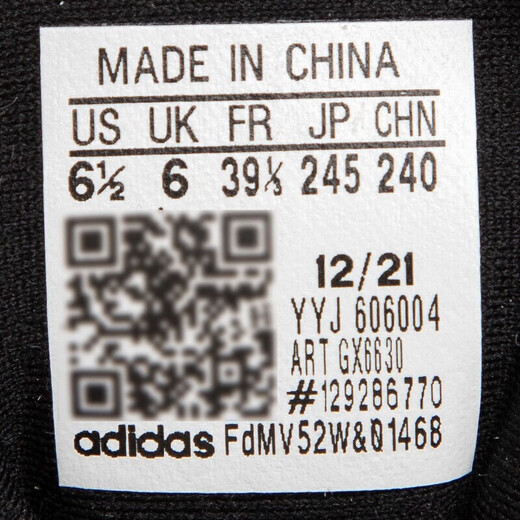 MADE IN CHINA
US UK FR JP CHN
6½ 6 39⅓ 245 240
12/21
YYJ 606004
ART GX6630
#129286770
adidas FdMV52W&Q1468